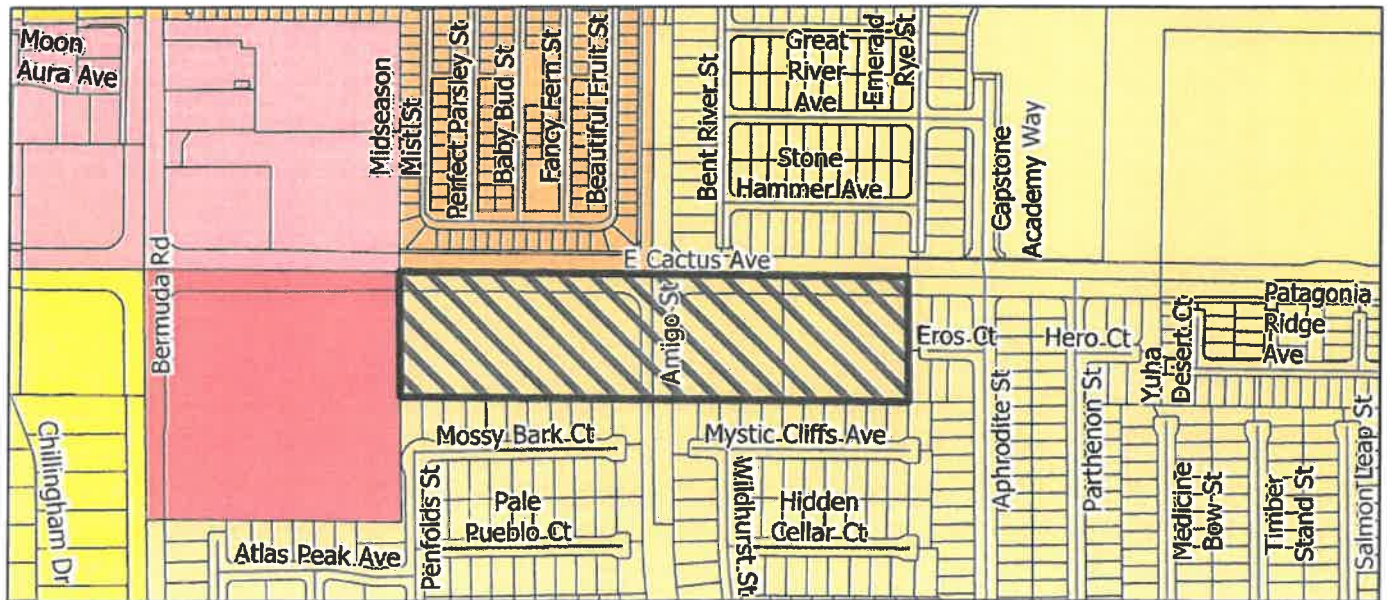 Moon
Aura Ave
Midseason
Mist St
Perfect Parsley St
Baby Bud St
Fancy Fern St
Beautiful Fruit St
Bent River St
Great
River
Ave
Emerald
Rye St
Stone
Hammer Ave
Capstone
Academy Way
E Cactus Ave
Bermuda Rd
Amigo St
Eros Ct
Hero Ct
Yuha
Desert Ct
Patagonia
Ridge
Ave
Chillingham Dr
Mossy Bark Ct
Mystic Cliffs Ave
Aphrodite St
Parthenon St
Penfolds St
Pale
Pueblo Ct
Wildhurst St
Hidden
Cellar Ct
Medicine
Bow St
Timber
Stand St
Salmon Leap St
Atlas Peak Ave